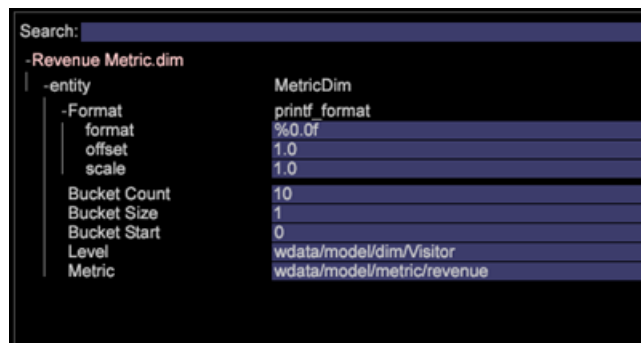 Search:
-Revenue Metric.dim
-entity MetricDim
-Format printf_format
format %0.0f
offset 1.0
scale 1.0
Bucket Count 10
Bucket Size 1
Bucket Start 0
Level wdata/model/dim/Visitor
Metric wdata/model/metric/revenue